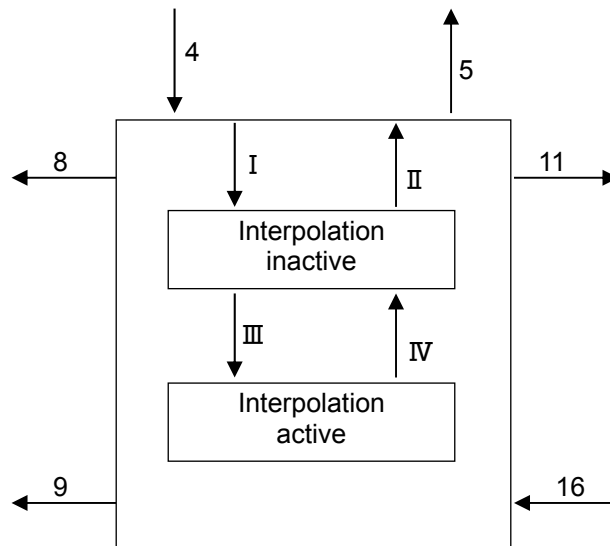 4
5
8
11
Ⅰ
Ⅱ
Interpolation
inactive
Ⅲ
Ⅳ
Interpolation
active
9
16